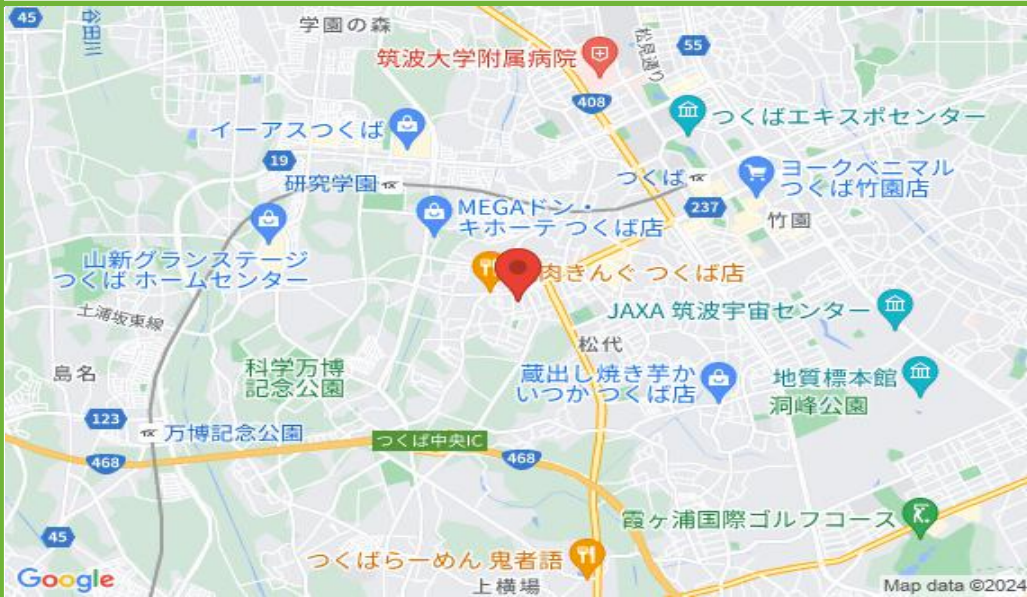 45
谷田川
学園の森
筑波大学附属病院
松見通り
55
408
つくばエキスポセンター
イーアスつくば
19
研究学園
つくば
ヨークベニマル
つくば竹園店
237
竹園
MEGAドン・
キホーテ つくば店
山新グランステージ
つくば ホームセンター
肉きんぐ つくば店
土浦坂東線
JAXA 筑波宇宙センター
松代
島名
科学万博
記念公園
蔵出し焼き芋か
いつか つくば店
地質標本館
洞峰公園
123
万博記念公園
つくば中央IC
468
468
45
霞ヶ浦国際ゴルフコース
つくばらーめん 鬼者語
上横場
Google
Map data ©2024